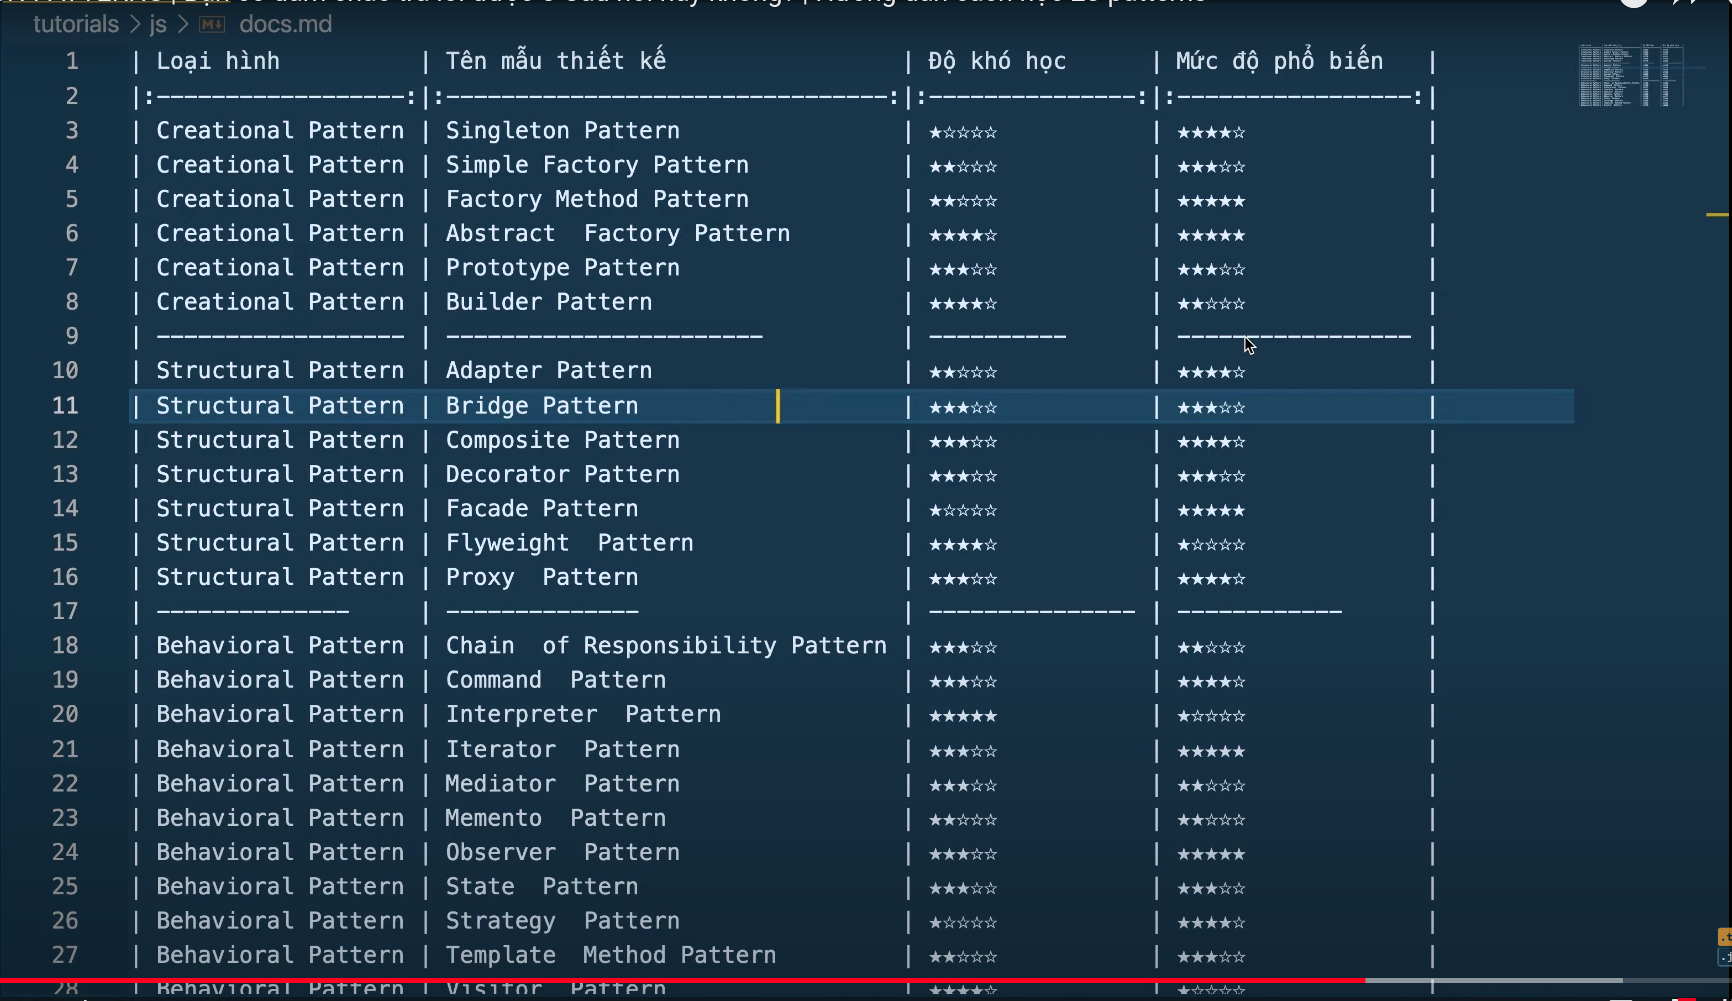 tutorials > js > docs.md
1 | Loại hình | Tên mẫu thiết kế | Độ khó học | Mức độ phổ biến |
2 |:------------------:|:--------------------------------:|:---------------:|:-----------------:|
3 | Creational Pattern | Singleton Pattern | ★☆☆☆☆ | ★★★★☆ |
4 | Creational Pattern | Simple Factory Pattern | ★★☆☆☆ | ★★★☆☆ |
5 | Creational Pattern | Factory Method Pattern | ★★☆☆☆ | ★★★★★ |
6 | Creational Pattern | Abstract  Factory Pattern | ★★★★☆ | ★★★★★ |
7 | Creational Pattern | Prototype Pattern | ★★★☆☆ | ★★★☆☆ |
8 | Creational Pattern | Builder Pattern | ★★★★☆ | ★★☆☆☆ |
9 | ------------------ | ----------------------- | ---------- | ----------------- |
10 | Structural Pattern | Adapter Pattern | ★★☆☆☆ | ★★★★☆ |
11 | Structural Pattern | Bridge Pattern | ★★★☆☆ | ★★★☆☆ |
12 | Structural Pattern | Composite Pattern | ★★★☆☆ | ★★★★☆ |
13 | Structural Pattern | Decorator Pattern | ★★★☆☆ | ★★★☆☆ |
14 | Structural Pattern | Facade Pattern | ★☆☆☆☆ | ★★★★★ |
15 | Structural Pattern | Flyweight  Pattern | ★★★★☆ | ★☆☆☆☆ |
16 | Structural Pattern | Proxy  Pattern | ★★★☆☆ | ★★★★☆ |
17 | -------------- | -------------- | --------------- | ------------ |
18 | Behavioral Pattern | Chain  of Responsibility Pattern | ★★★☆☆ | ★★☆☆☆ |
19 | Behavioral Pattern | Command  Pattern | ★★★☆☆ | ★★★★☆ |
20 | Behavioral Pattern | Interpreter  Pattern | ★★★★★ | ★☆☆☆☆ |
21 | Behavioral Pattern | Iterator  Pattern | ★★★☆☆ | ★★★★★ |
22 | Behavioral Pattern | Mediator  Pattern | ★★★☆☆ | ★★☆☆☆ |
23 | Behavioral Pattern | Memento  Pattern | ★★☆☆☆ | ★★☆☆☆ |
24 | Behavioral Pattern | Observer  Pattern | ★★★☆☆ | ★★★★★ |
25 | Behavioral Pattern | State  Pattern | ★★★☆☆ | ★★★☆☆ |
26 | Behavioral Pattern | Strategy  Pattern | ★☆☆☆☆ | ★★★★☆ |
27 | Behavioral Pattern | Template  Method Pattern | ★★☆☆☆ | ★★★☆☆ |
28 | Behavioral Pattern | Visitor  Pattern | ★★★★☆ | ★☆☆☆☆ |